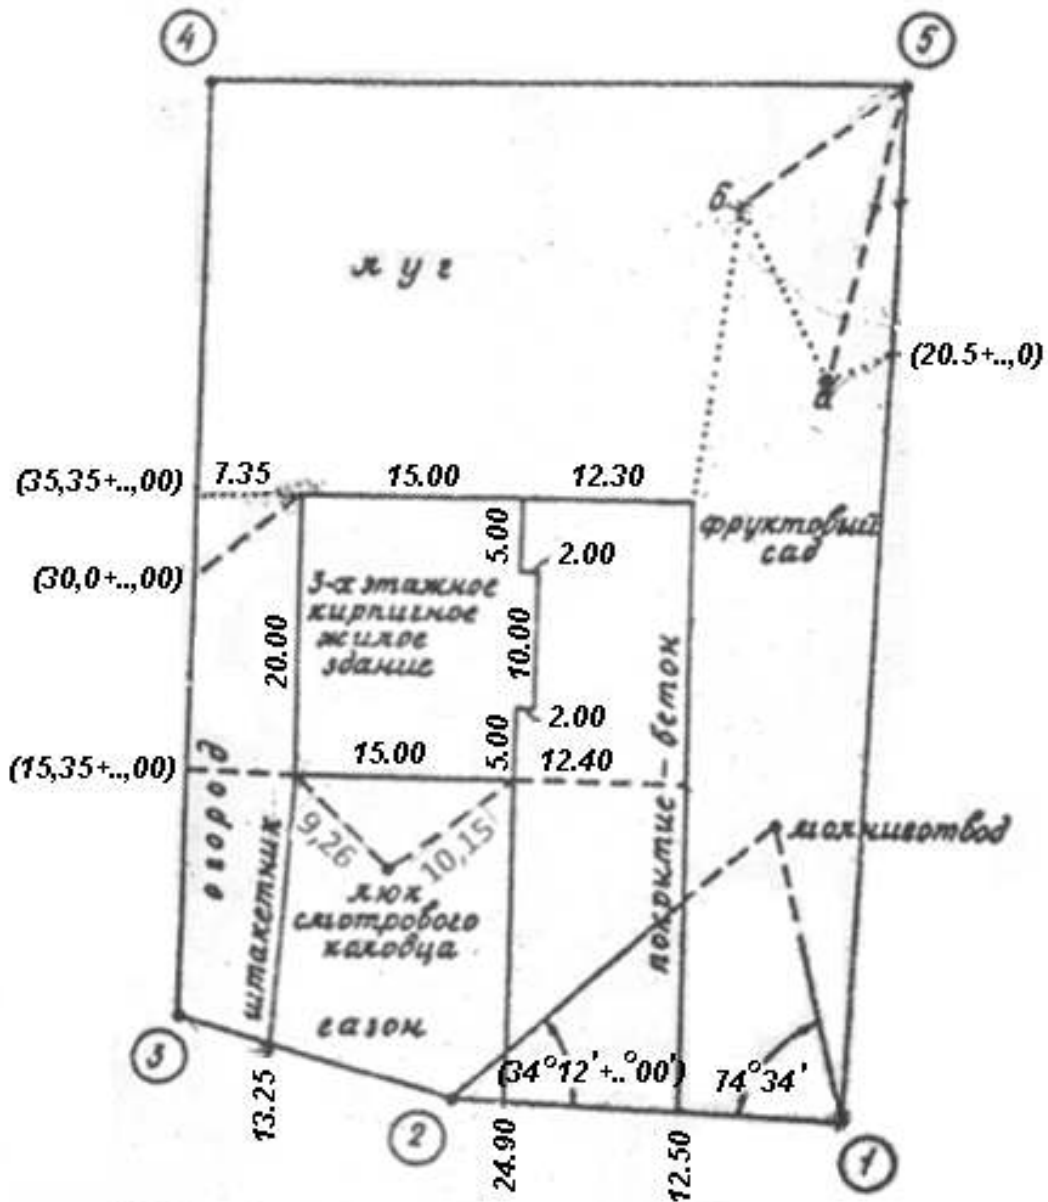 4
5
б
луг
(20.5+..,0)
а
(35,35+..,00)
7.35
15.00
12.30
фруктовый
сад
5.00
2.00
(30,0+..,00)
3-х этажное
кирпичное
жилое
здание
20.00
10.00
2.00
5.00
(15,35+..,00)
15.00
12.40
огород
штакетник
покрытие – бетон
9,26
10,15
молниеотвод
люк
смотрового
колодца
газон
3
(34°12'+..°00')
74°34'
13.25
2
24.90
12.50
1